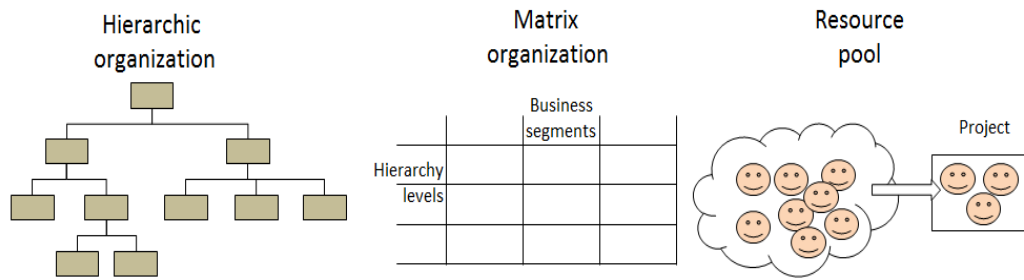 Hierarchic
organization
Matrix
organization
Business
segments
Hierarchy
levels
Resource
pool
Project